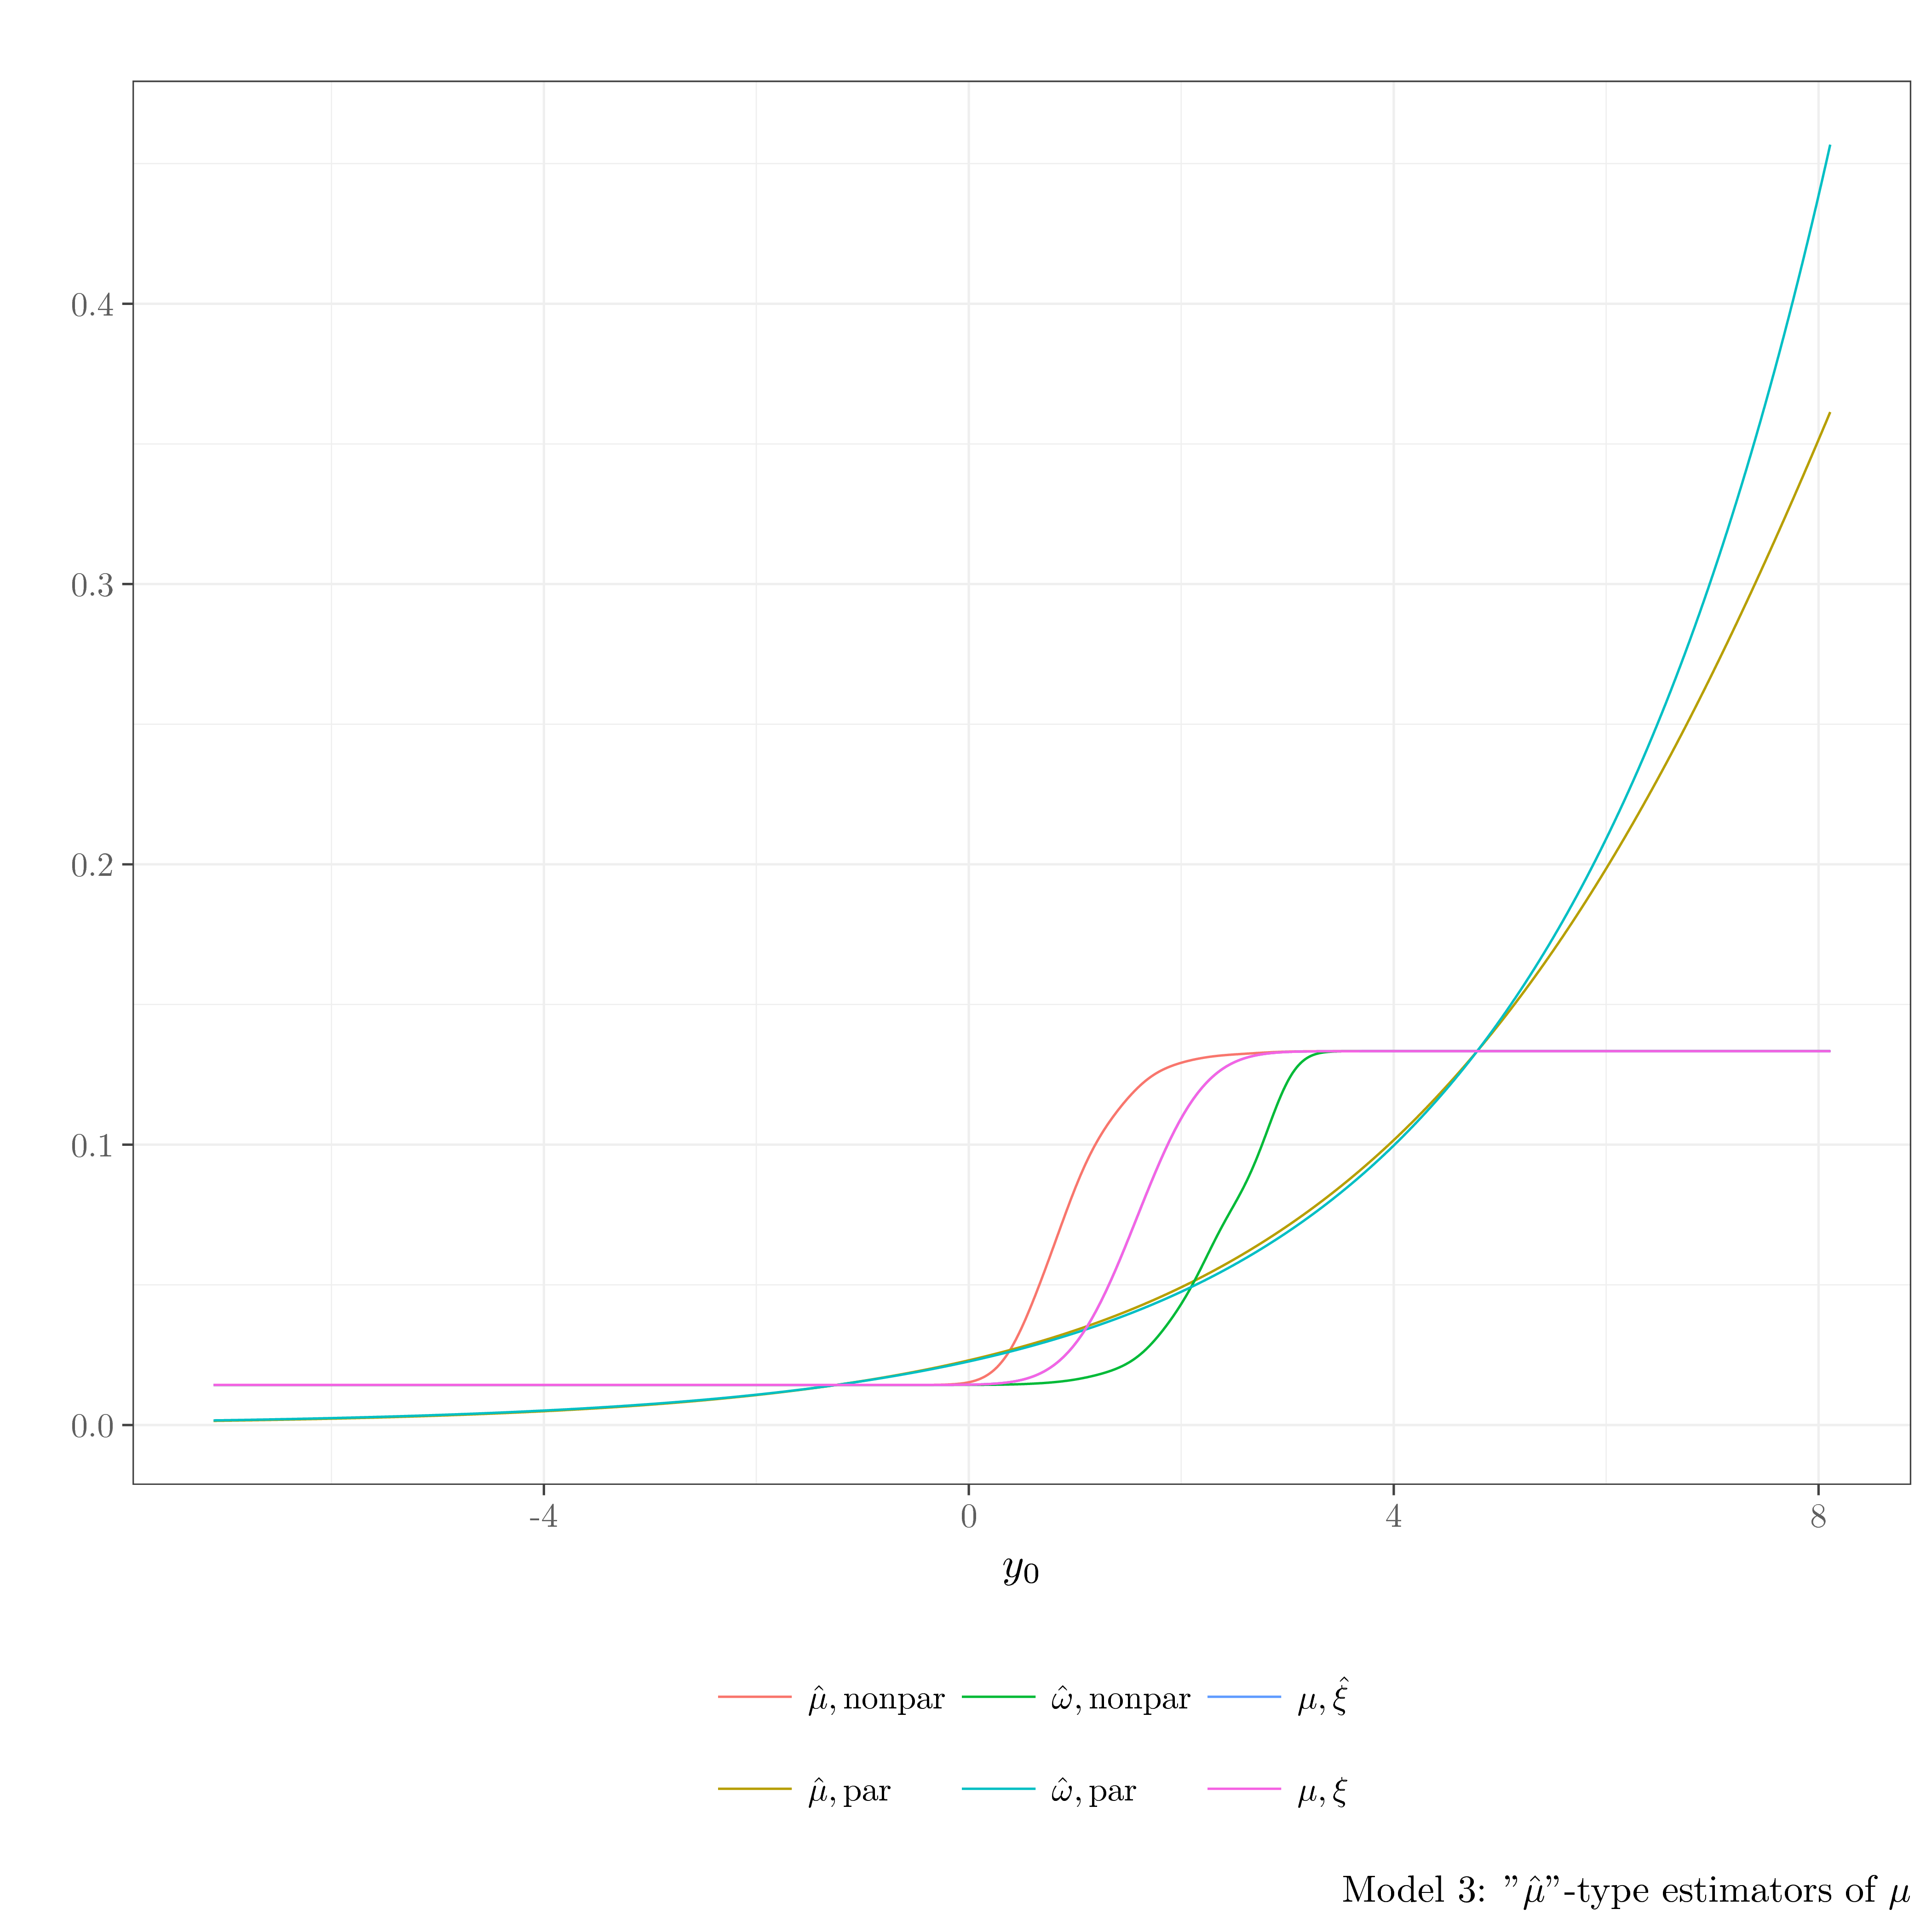 0.4
0.3
0.2
0.1
0.0
-4 0 4 8
y₀
μ̂, nonpar ω̂, nonpar μ, ξ̂
μ̂, par ω̂, par μ, ξ
Model 3: ”μ̂”-type estimators of μ